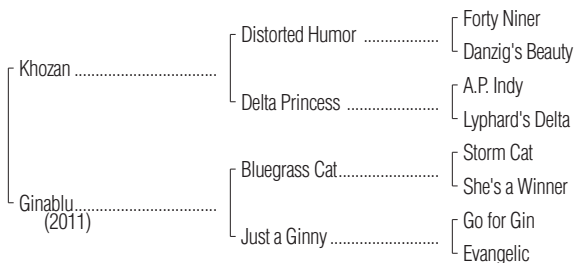 Forty Niner
Distorted Humor ..................
Danzig's Beauty
Khozan .................................
A.P. Indy
Delta Princess ......................
Lyphard's Delta
Storm Cat
Bluegrass Cat........................
She's a Winner
Ginablu.................................
(2011)
Go for Gin
Just a Ginny ..........................
Evangelic